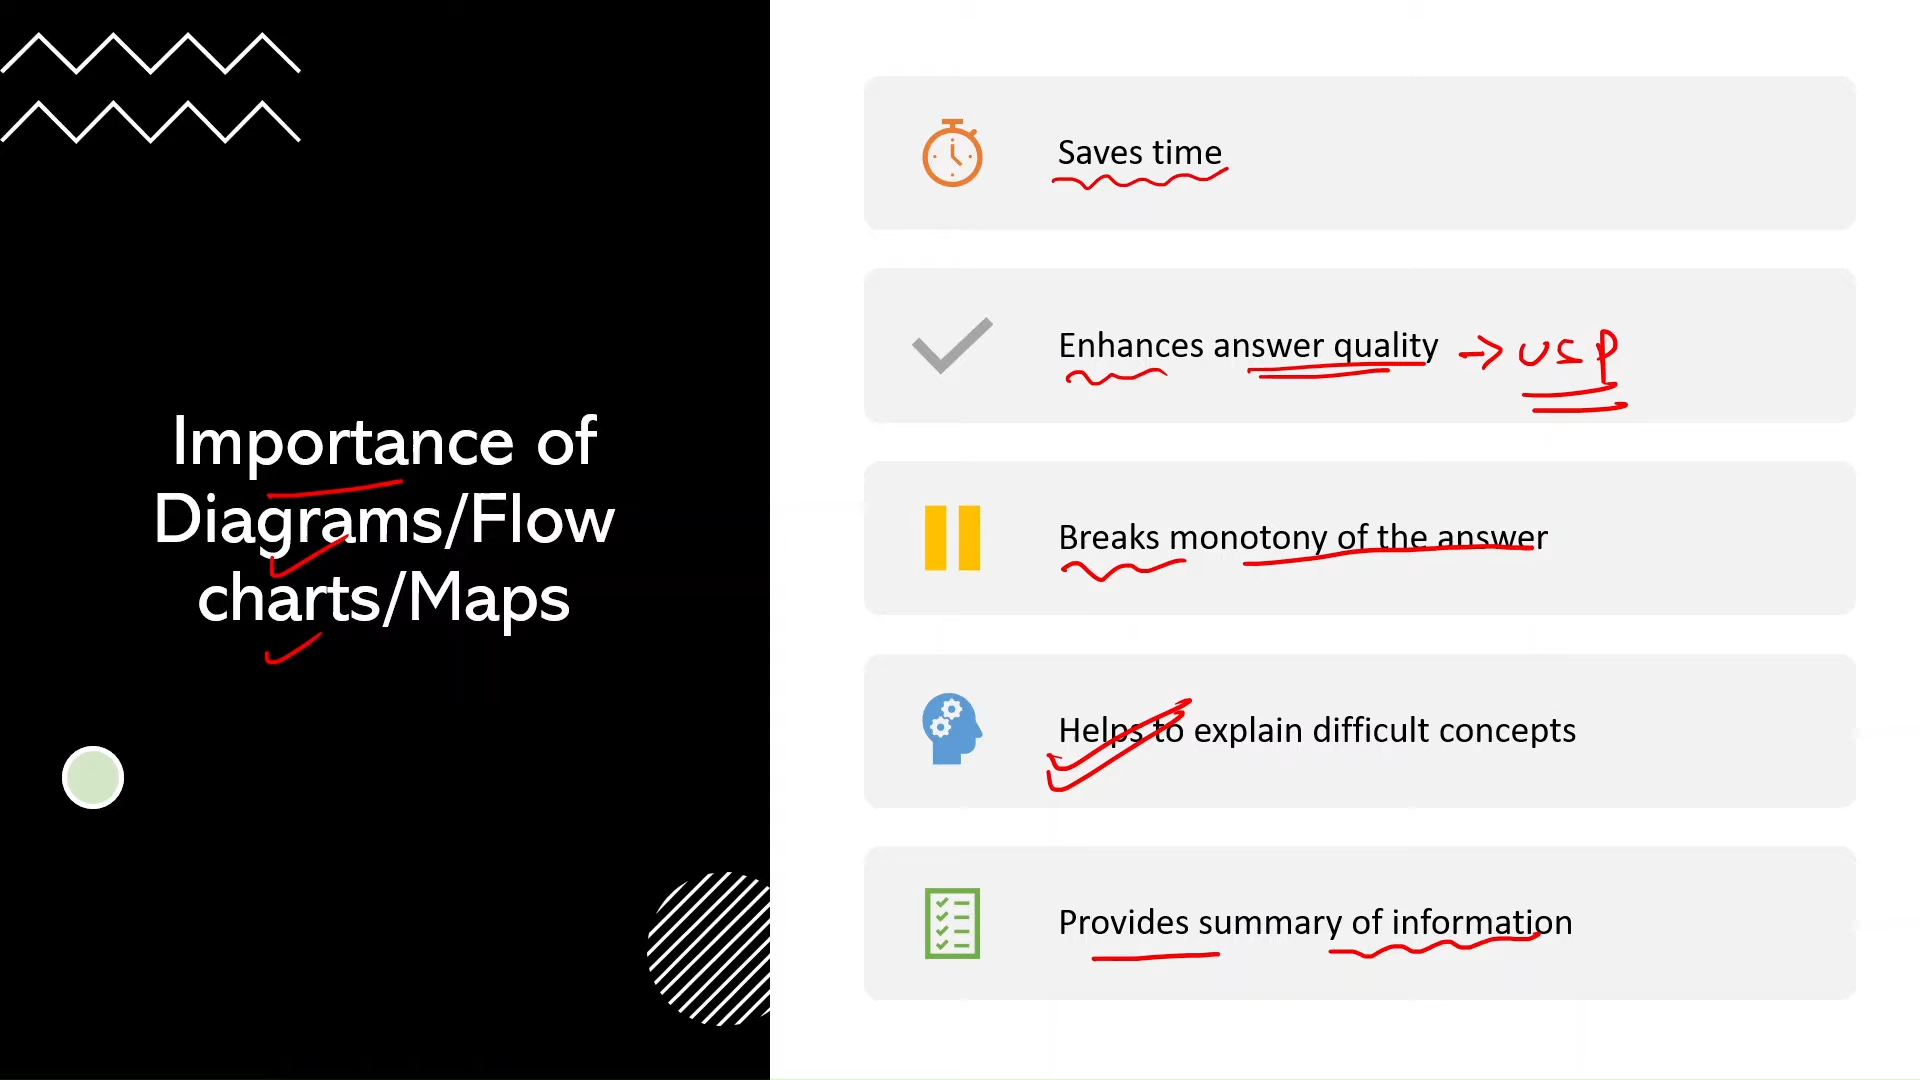 Importance of
Diagrams/Flow
charts/Maps
Saves time
Enhances answer quality → USP
Breaks monotony of the answer
Helps to explain difficult concepts
Provides summary of information